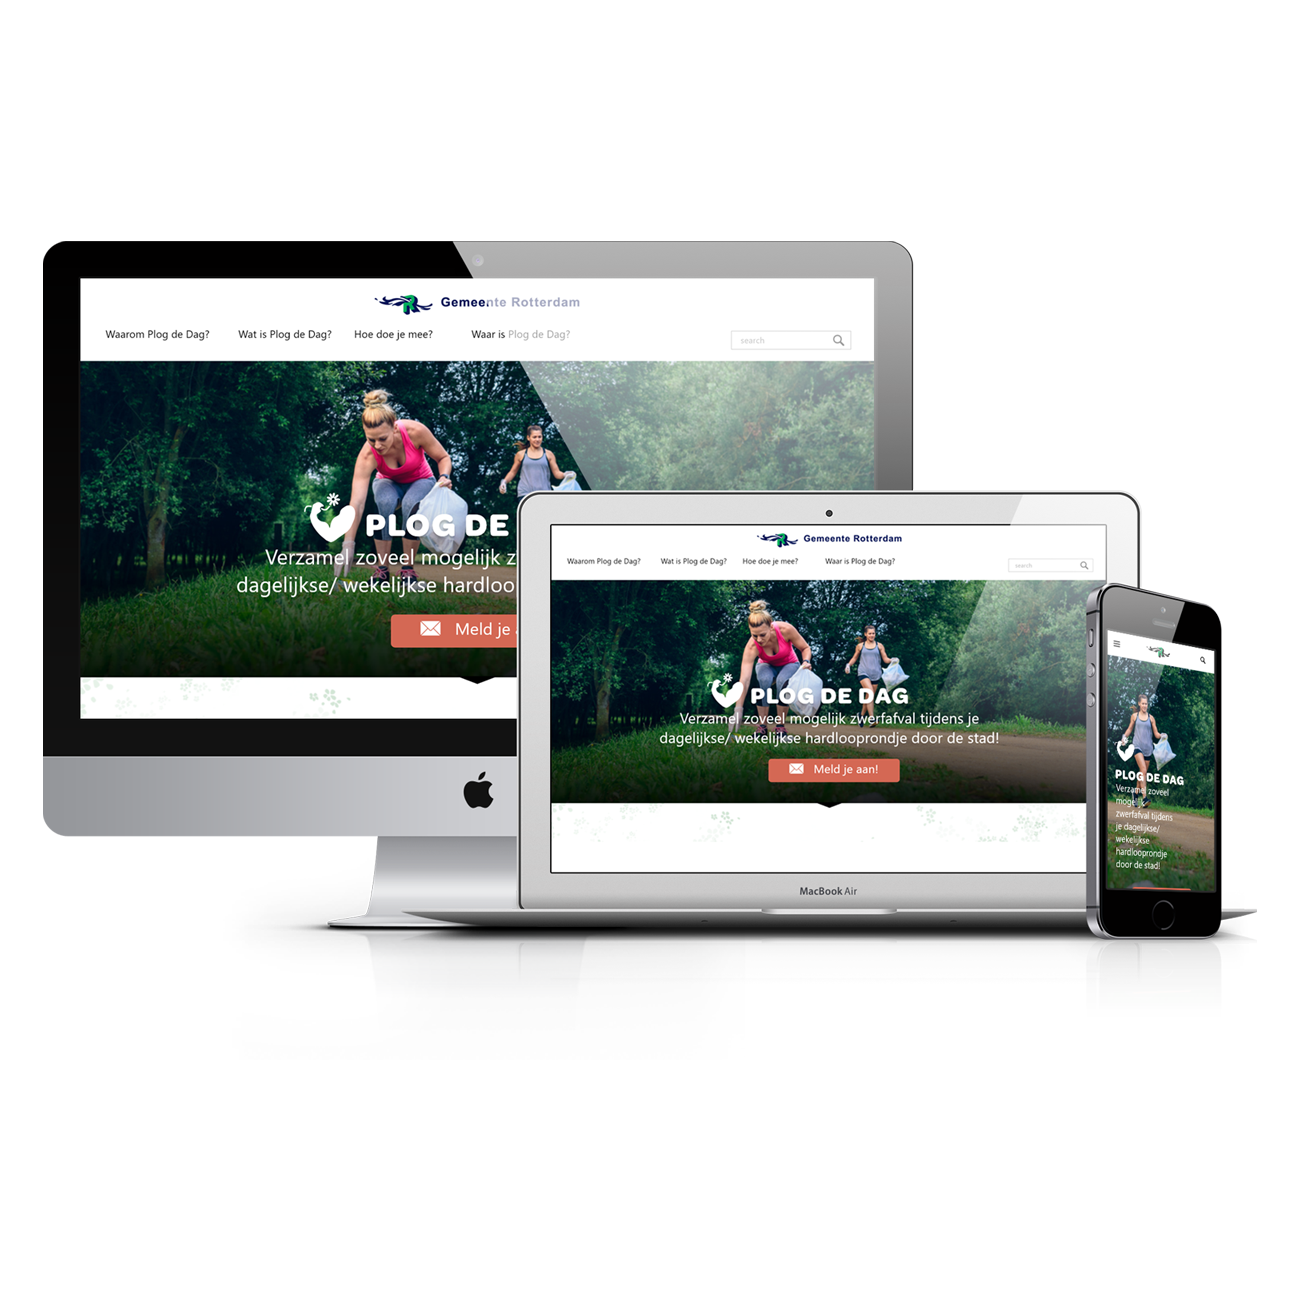 Gemeente Rotterdam
Waarom Plog de Dag? Wat is Plog de Dag? Hoe doe je mee? Waar is Plog de Dag?
search
PLOG DE
Verzamel zoveel mogelijk z
dagelijkse/ wekelijkse hardloop
Meld je a
Gemeente Rotterdam
Waarom Plog de Dag? Wat is Plog de Dag? Hoe doe je mee? Waar is Plog de Dag?
search
PLOG DE DAG
Verzamel zoveel mogelijk zwerfafval tijdens je
dagelijkse/ wekelijkse hardlooprondje door de stad!
Meld je aan!
MacBook Air
PLOG DE DAG
Verzamel zoveel
mogelijk
zwerfafval tijdens
je dagelijkse/
wekelijkse
hardlooprondje
door de stad!